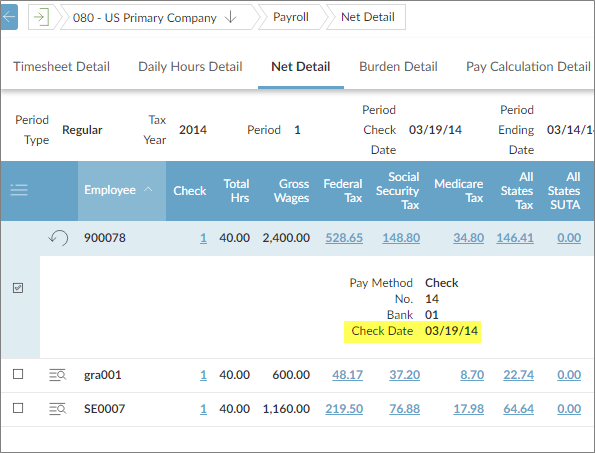 080 - US Primary Company Payroll Net Detail
Timesheet Detail Daily Hours Detail Net Detail Burden Detail Pay Calculation Detail
Period Type Regular Tax Year 2014 Period 1 Period Check Date 03/19/14 Period Ending Date 03/14/1
Employee Check Total Hrs Gross Wages Federal Tax Social Security Tax Medicare Tax All States Tax All States SUTA
900078 1 40.00 2,400.00 528.65 148.80 34.80 146.41 0.00
Pay Method Check
No. 14
Bank 01
Check Date 03/19/14
gra001 1 40.00 600.00 48.17 37.20 8.70 22.74 0.00
SE0007 1 40.00 1,160.00 219.50 76.88 17.98 64.64 0.00